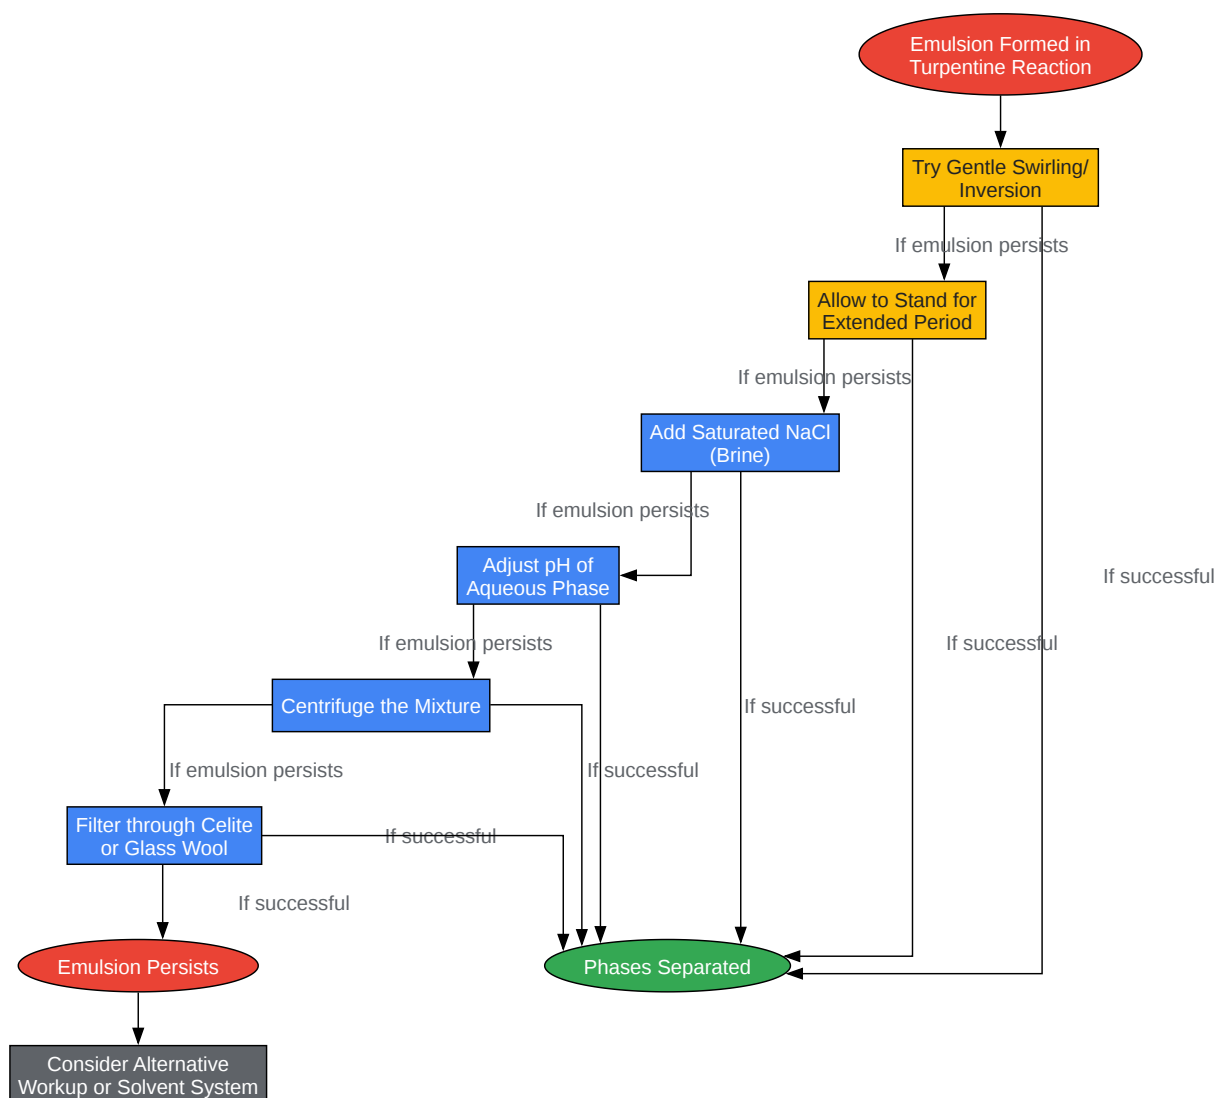 Emulsion Formed in
Turpentine Reaction
Try Gentle Swirling/
Inversion
If emulsion persists
Allow to Stand for
Extended Period
If emulsion persists
Add Saturated NaCl
(Brine)
If emulsion persists
Adjust pH of
Aqueous Phase
If successful
If emulsion persists
If successful
Centrifuge the Mixture
If successful
If emulsion persists
If successful
Filter through Celite
or Glass Wool
If successful
If successful
Emulsion Persists
Phases Separated
Consider Alternative
Workup or Solvent System